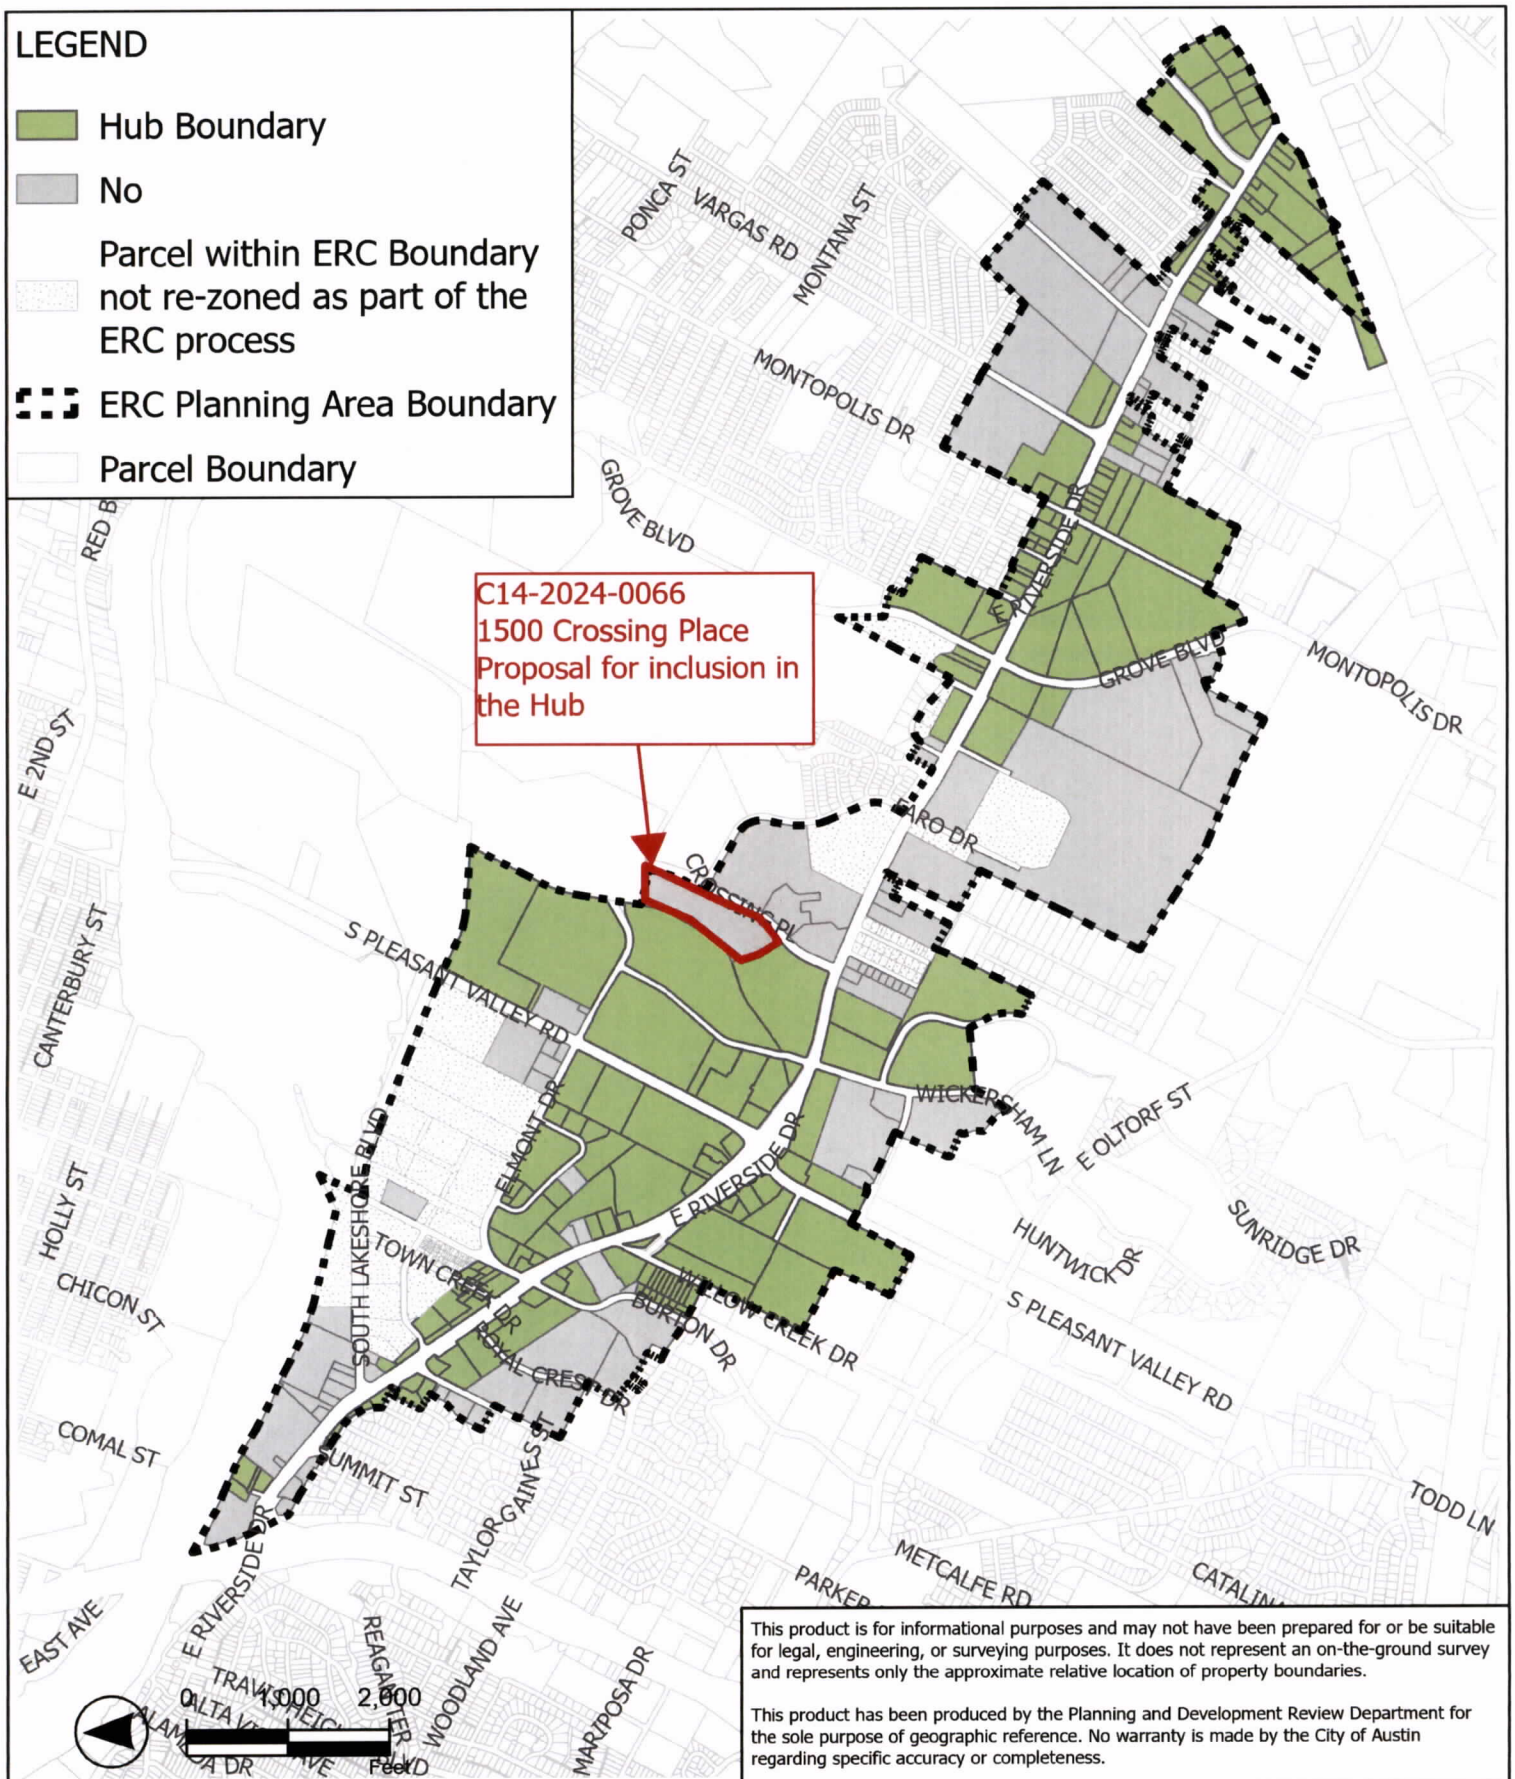 LEGEND
Hub Boundary
No
Parcel within ERC Boundary
not re-zoned as part of the
ERC process
ERC Planning Area Boundary
Parcel Boundary
PONCA ST
VARGAS RD
MONTANA ST
MONTOPOLIS DR
GROVE BLVD
RED B
E RIVERSIDE DR
C14-2024-0066
1500 Crossing Place
Proposal for inclusion in
the Hub
GROVE BLVD
MONTOPOLIS DR
E 2ND ST
FARO DR
CROSSING PL
CANTERBURY ST
S PLEASANT VALLEY RD
WICKERSHAM LN
E OLTORF ST
ELMONT DR
SOUTH LAKESHORE BLVD
E RIVERSIDE DR
HOLLY ST
TOWN CREEK DR
HUNTWICK DR
SUNRIDGE DR
CHICON ST
WILLOW CREEK DR
BURTON DR
ROYAL CREST DR
S PLEASANT VALLEY RD
COMAL ST
SUMMIT ST
TAYLOR GAINES ST
TODD LN
METCALFE RD
PARKER
CATALINA
E RIVERSIDE DR
EAST AVE
WOODLAND AVE
MARIPOSA DR
0 1,000 2,000
Feet
This product is for informational purposes and may not have been prepared for or be suitable
for legal, engineering, or surveying purposes. It does not represent an on-the-ground survey
and represents only the approximate relative location of property boundaries.
This product has been produced by the Planning and Development Review Department for
the sole purpose of geographic reference. No warranty is made by the City of Austin
regarding specific accuracy or completeness.